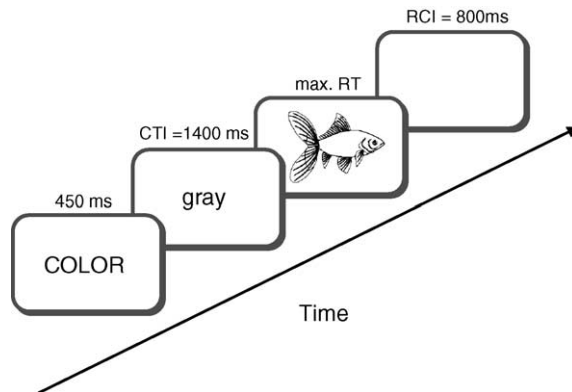 RCI = 800ms
max. RT
CTI =1400 ms
gray
450 ms
COLOR
Time